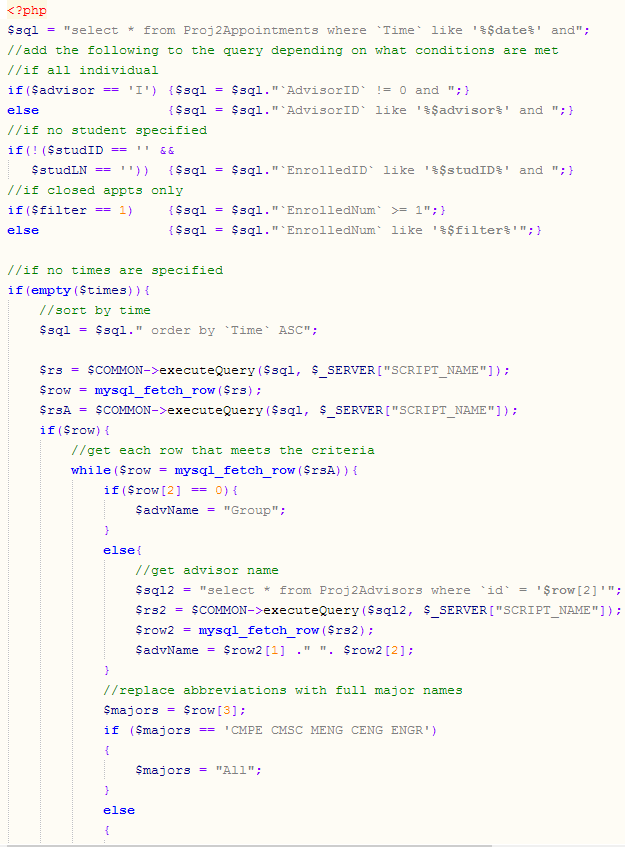 <?php
$sql = "select * from Proj2Appointments where `Time` like '%$date%' and";
//add the following to the query depending on what conditions are met
//if all individual
if($advisor == 'I') {$sql = $sql."`AdvisorID` != 0 and ";}
else                {$sql = $sql."`AdvisorID` like '%$advisor%' and ";}
//if no student specified
if(!($studID == '' &&
   $studLN == ''))  {$sql = $sql."`EnrolledID` like '%$studID%' and ";}
//if closed appts only
if($filter == 1)    {$sql = $sql."`EnrolledNum` >= 1";}
else                {$sql = $sql."`EnrolledNum` like '%$filter%'";}

//if no times are specified
if(empty($times)){
    //sort by time
    $sql = $sql." order by `Time` ASC";

    $rs = $COMMON->executeQuery($sql, $_SERVER["SCRIPT_NAME"]);
    $row = mysql_fetch_row($rs);
    $rsA = $COMMON->executeQuery($sql, $_SERVER["SCRIPT_NAME"]);
    if($row){
        //get each row that meets the criteria
        while($row = mysql_fetch_row($rsA)){
            if($row[2] == 0){
                $advName = "Group";
            }
            else{
                //get advisor name
                $sql2 = "select * from Proj2Advisors where `id` = '$row[2]'";
                $rs2 = $COMMON->executeQuery($sql2, $_SERVER["SCRIPT_NAME"]);
                $row2 = mysql_fetch_row($rs2);
                $advName = $row2[1] ." ". $row2[2];
            }
            //replace abbreviations with full major names
            $majors = $row[3];
            if ($majors == 'CMPE CMSC MENG CENG ENGR')
            {
                $majors = "All";
            }
            else
            {